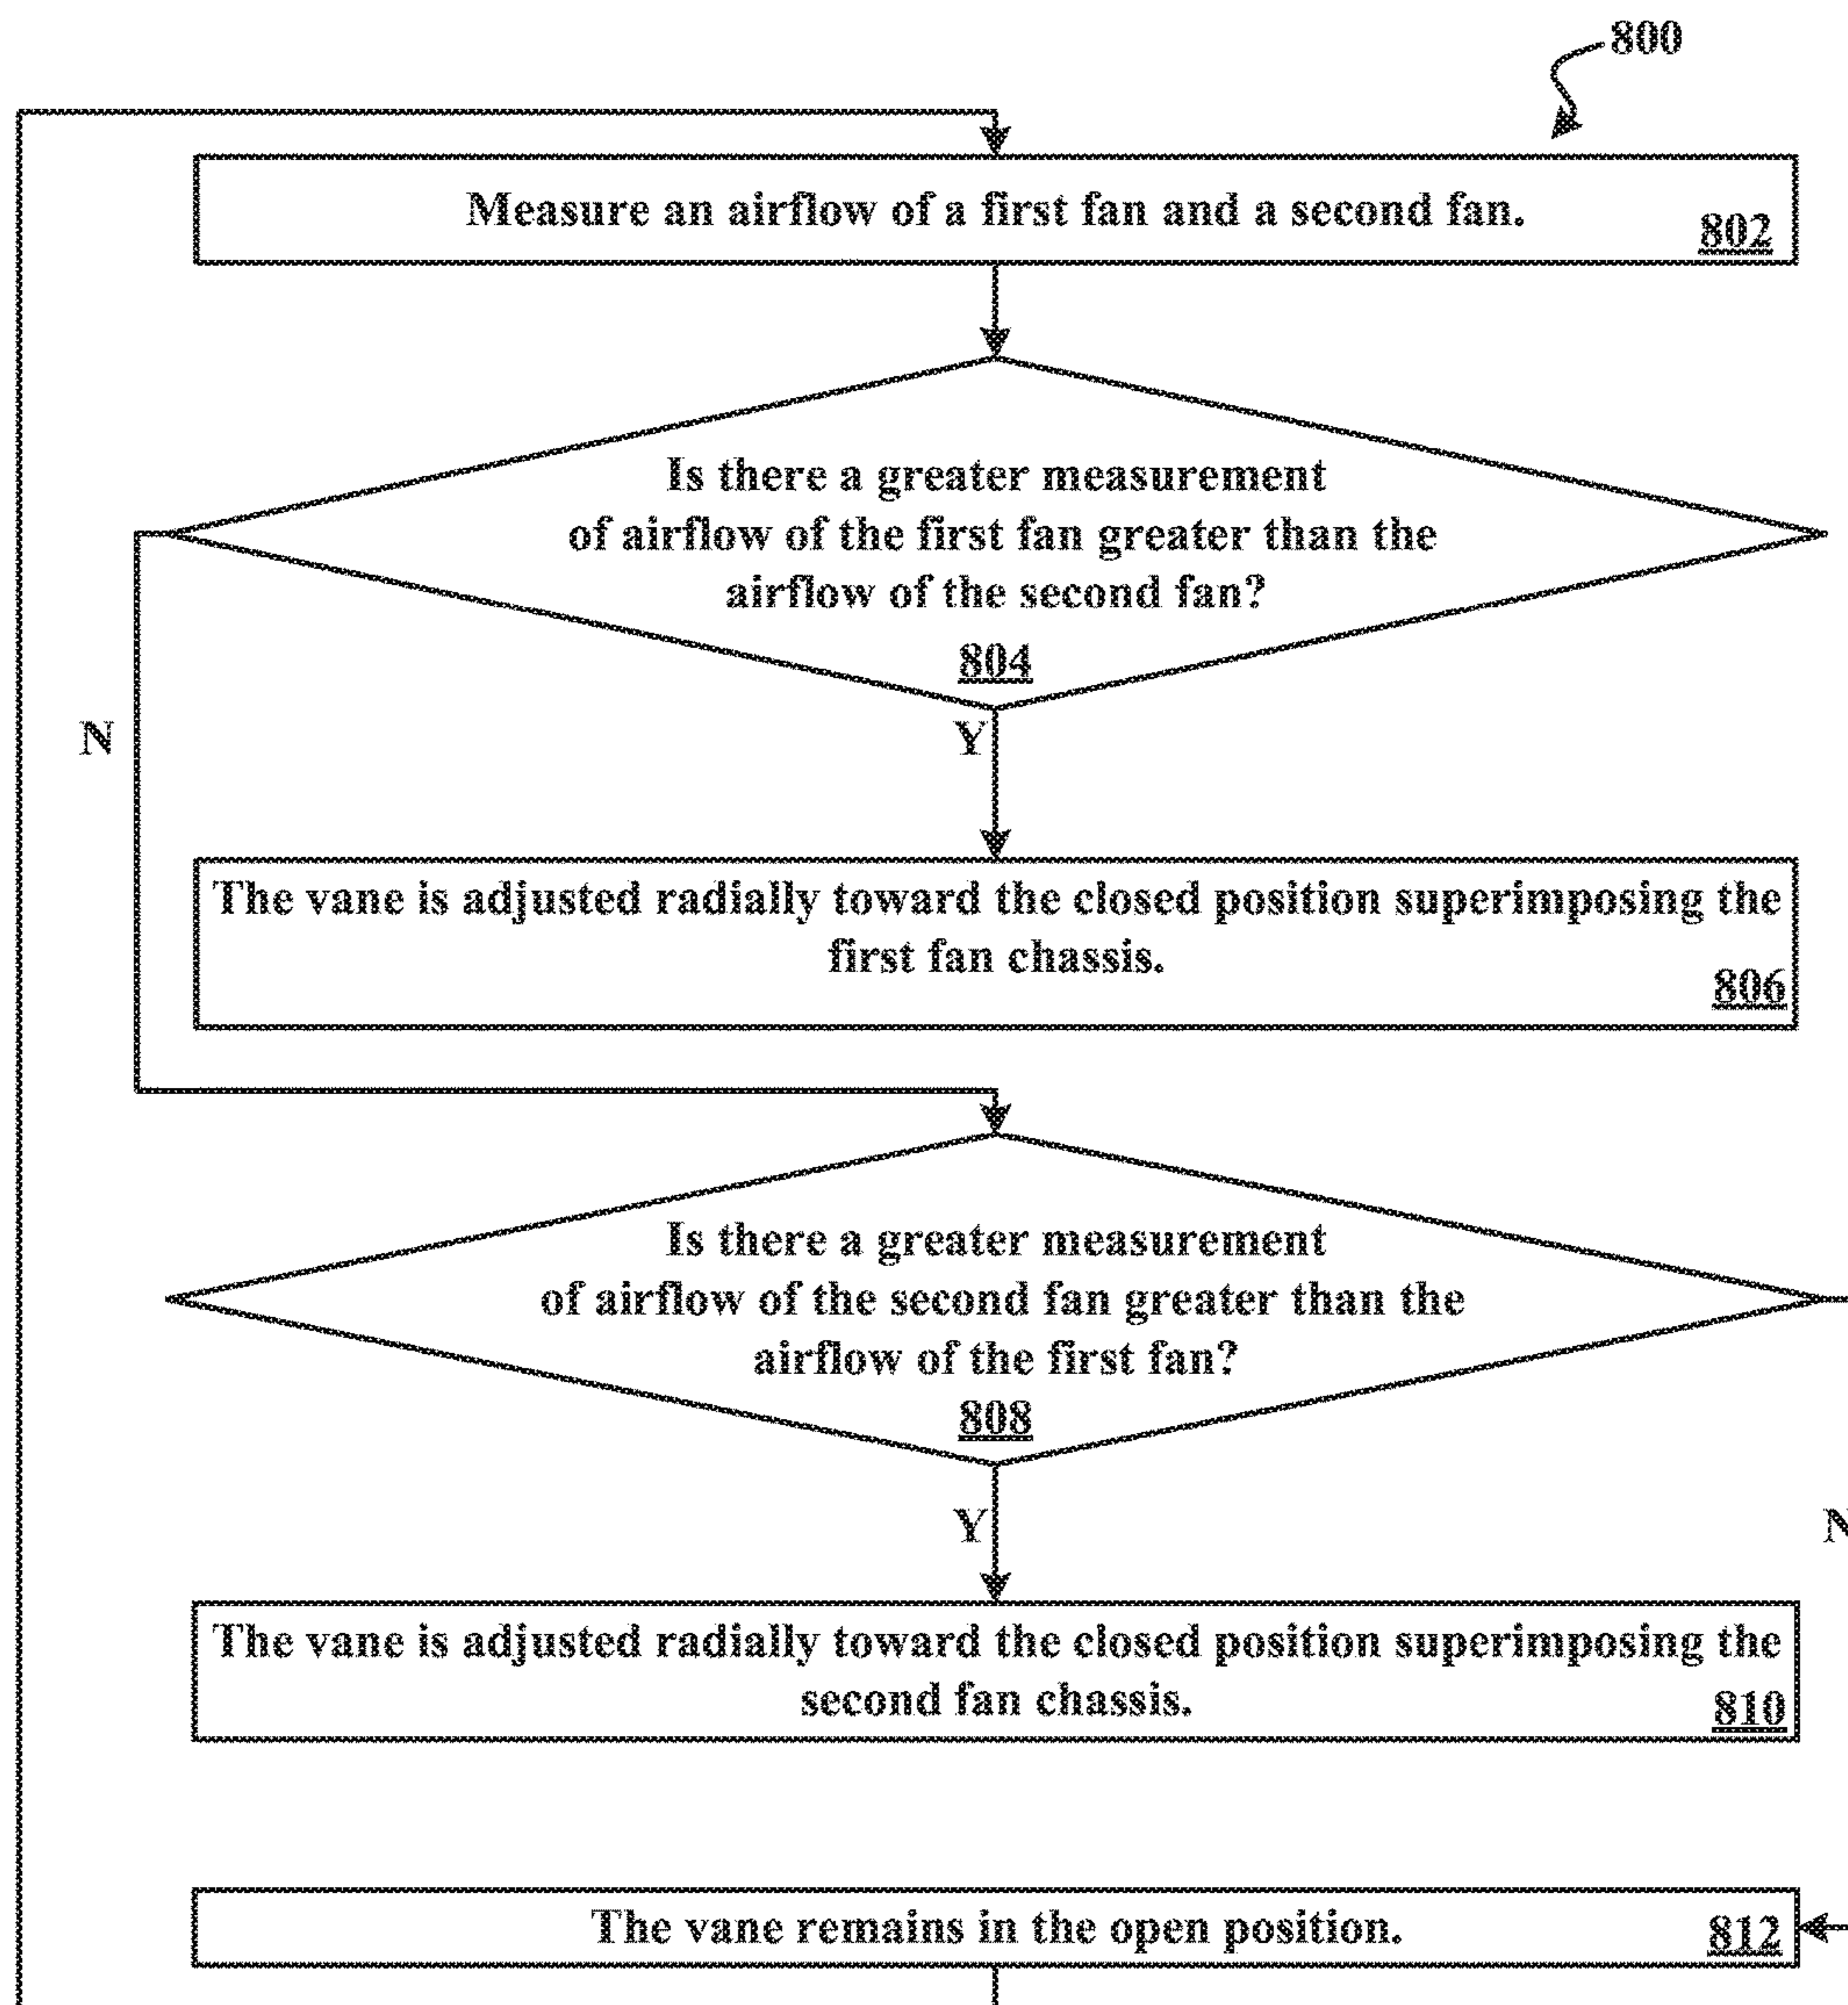 800
Measure an airflow of a first fan and a second fan.
802
Is there a greater measurement
of airflow of the first fan greater than the
airflow of the second fan?
804
N
Y
The vane is adjusted radially toward the closed position superimposing the
first fan chassis.
806
Is there a greater measurement
of airflow of the second fan greater than the
airflow of the first fan?
808
Y
N
The vane is adjusted radially toward the closed position superimposing the
second fan chassis.
810
The vane remains in the open position.
812